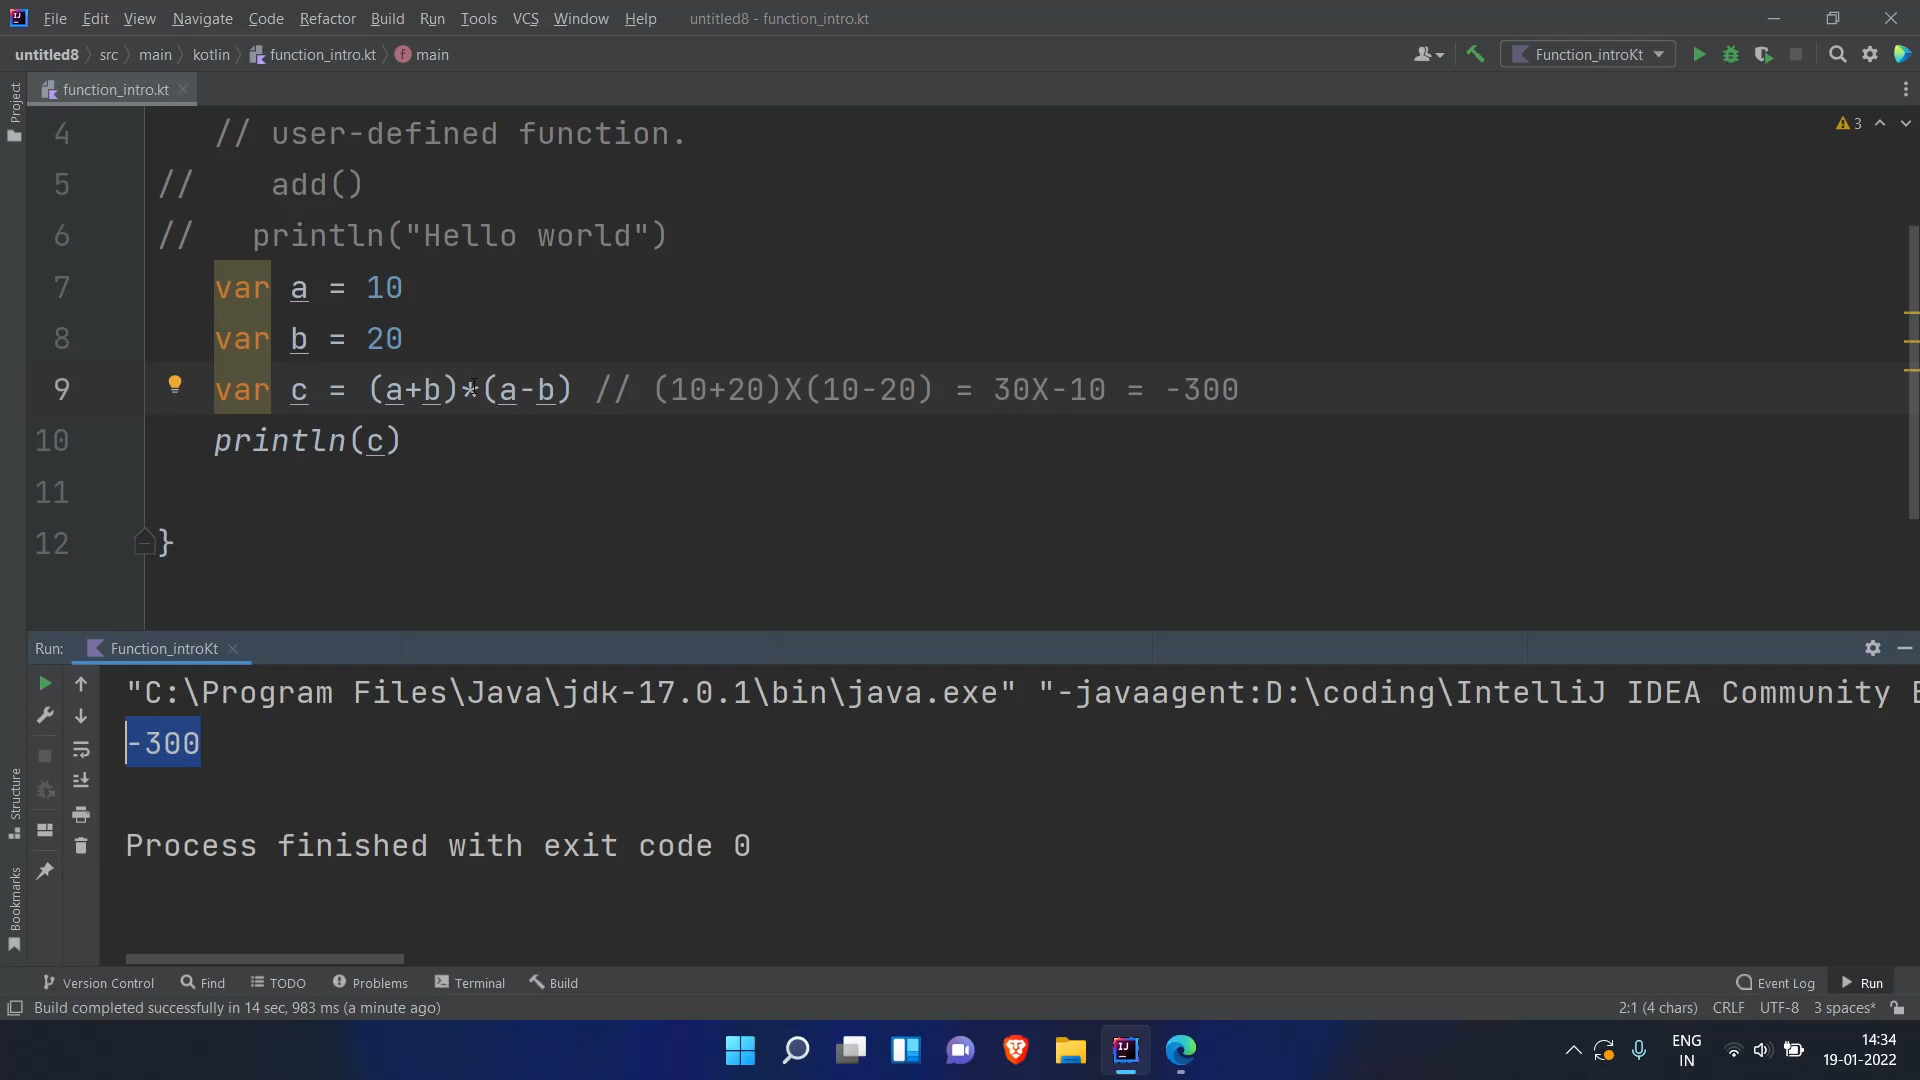 File Edit View Navigate Code Refactor Build Run Tools VCS Window Help untitled8 - function_intro.kt
untitled8 src main kotlin function_intro.kt main Function_introKt
function_intro.kt
Project
4 // user-defined function.
3
5 // add()
6 // println("Hello world")
7 var a = 10
8 var b = 20
9 var c = (a+b)*(a-b) // (10+20)X(10-20) = 30X-10 = -300
10 println(c)
11
12 }
Run: Function_introKt
"C:\Program Files\Java\jdk-17.0.1\bin\java.exe" "-javaagent:D:\coding\IntelliJ IDEA Community
-300
Structure
Process finished with exit code 0
Bookmarks
Version Control Find TODO Problems Terminal Build Event Log Run
Build completed successfully in 14 sec, 983 ms (a minute ago) 2:1 (4 chars) CRLF UTF-8 3 spaces*
ENG 14:34
IN 19-01-2022